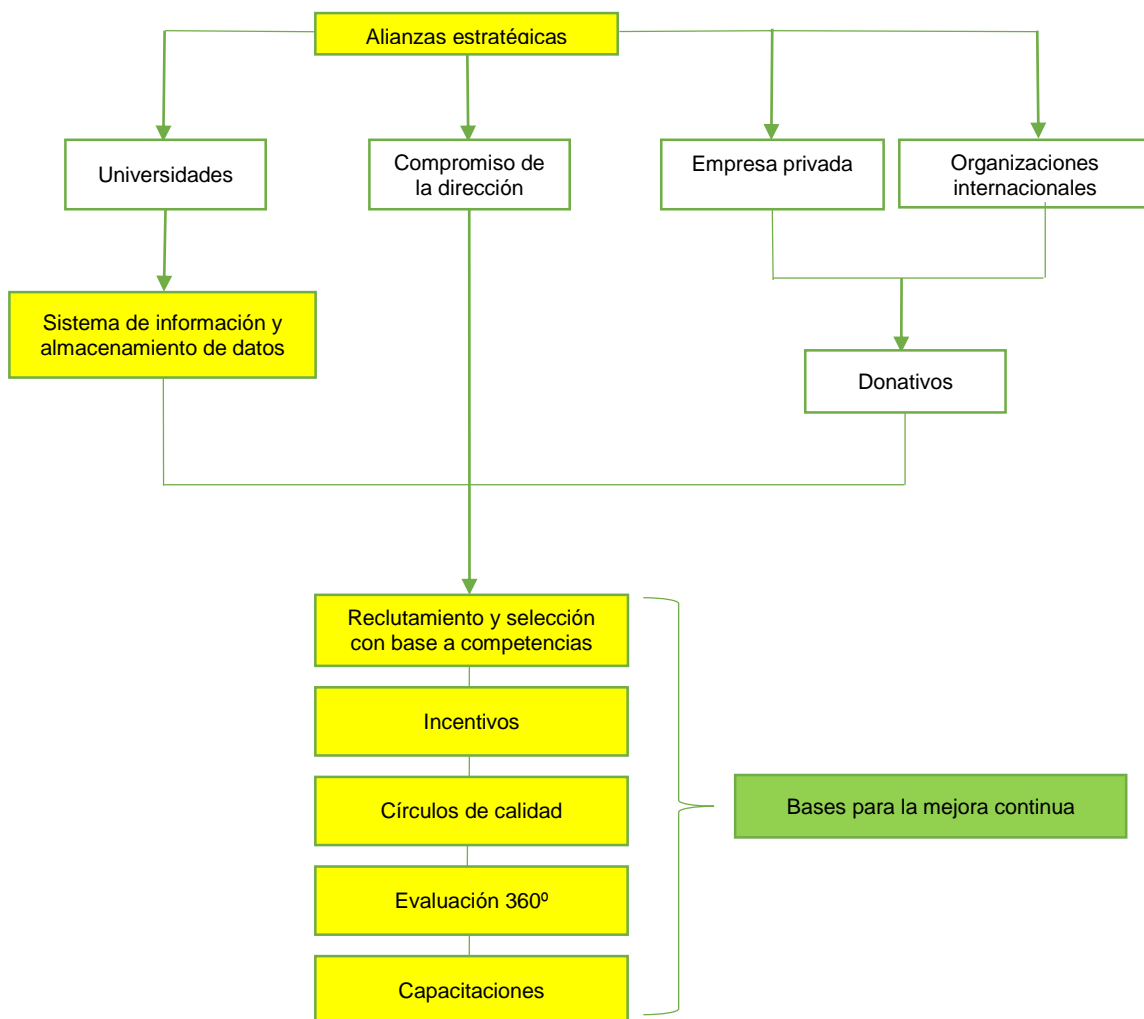 Alianzas estratégicas
Universidades
Compromiso de
la dirección
Empresa privada
Organizaciones
internacionales
Sistema de información y
almacenamiento de datos
Donativos
Reclutamiento y selección
con base a competencias
Incentivos
Círculos de calidad
Bases para la mejora continua
Evaluación 360º
Capacitaciones